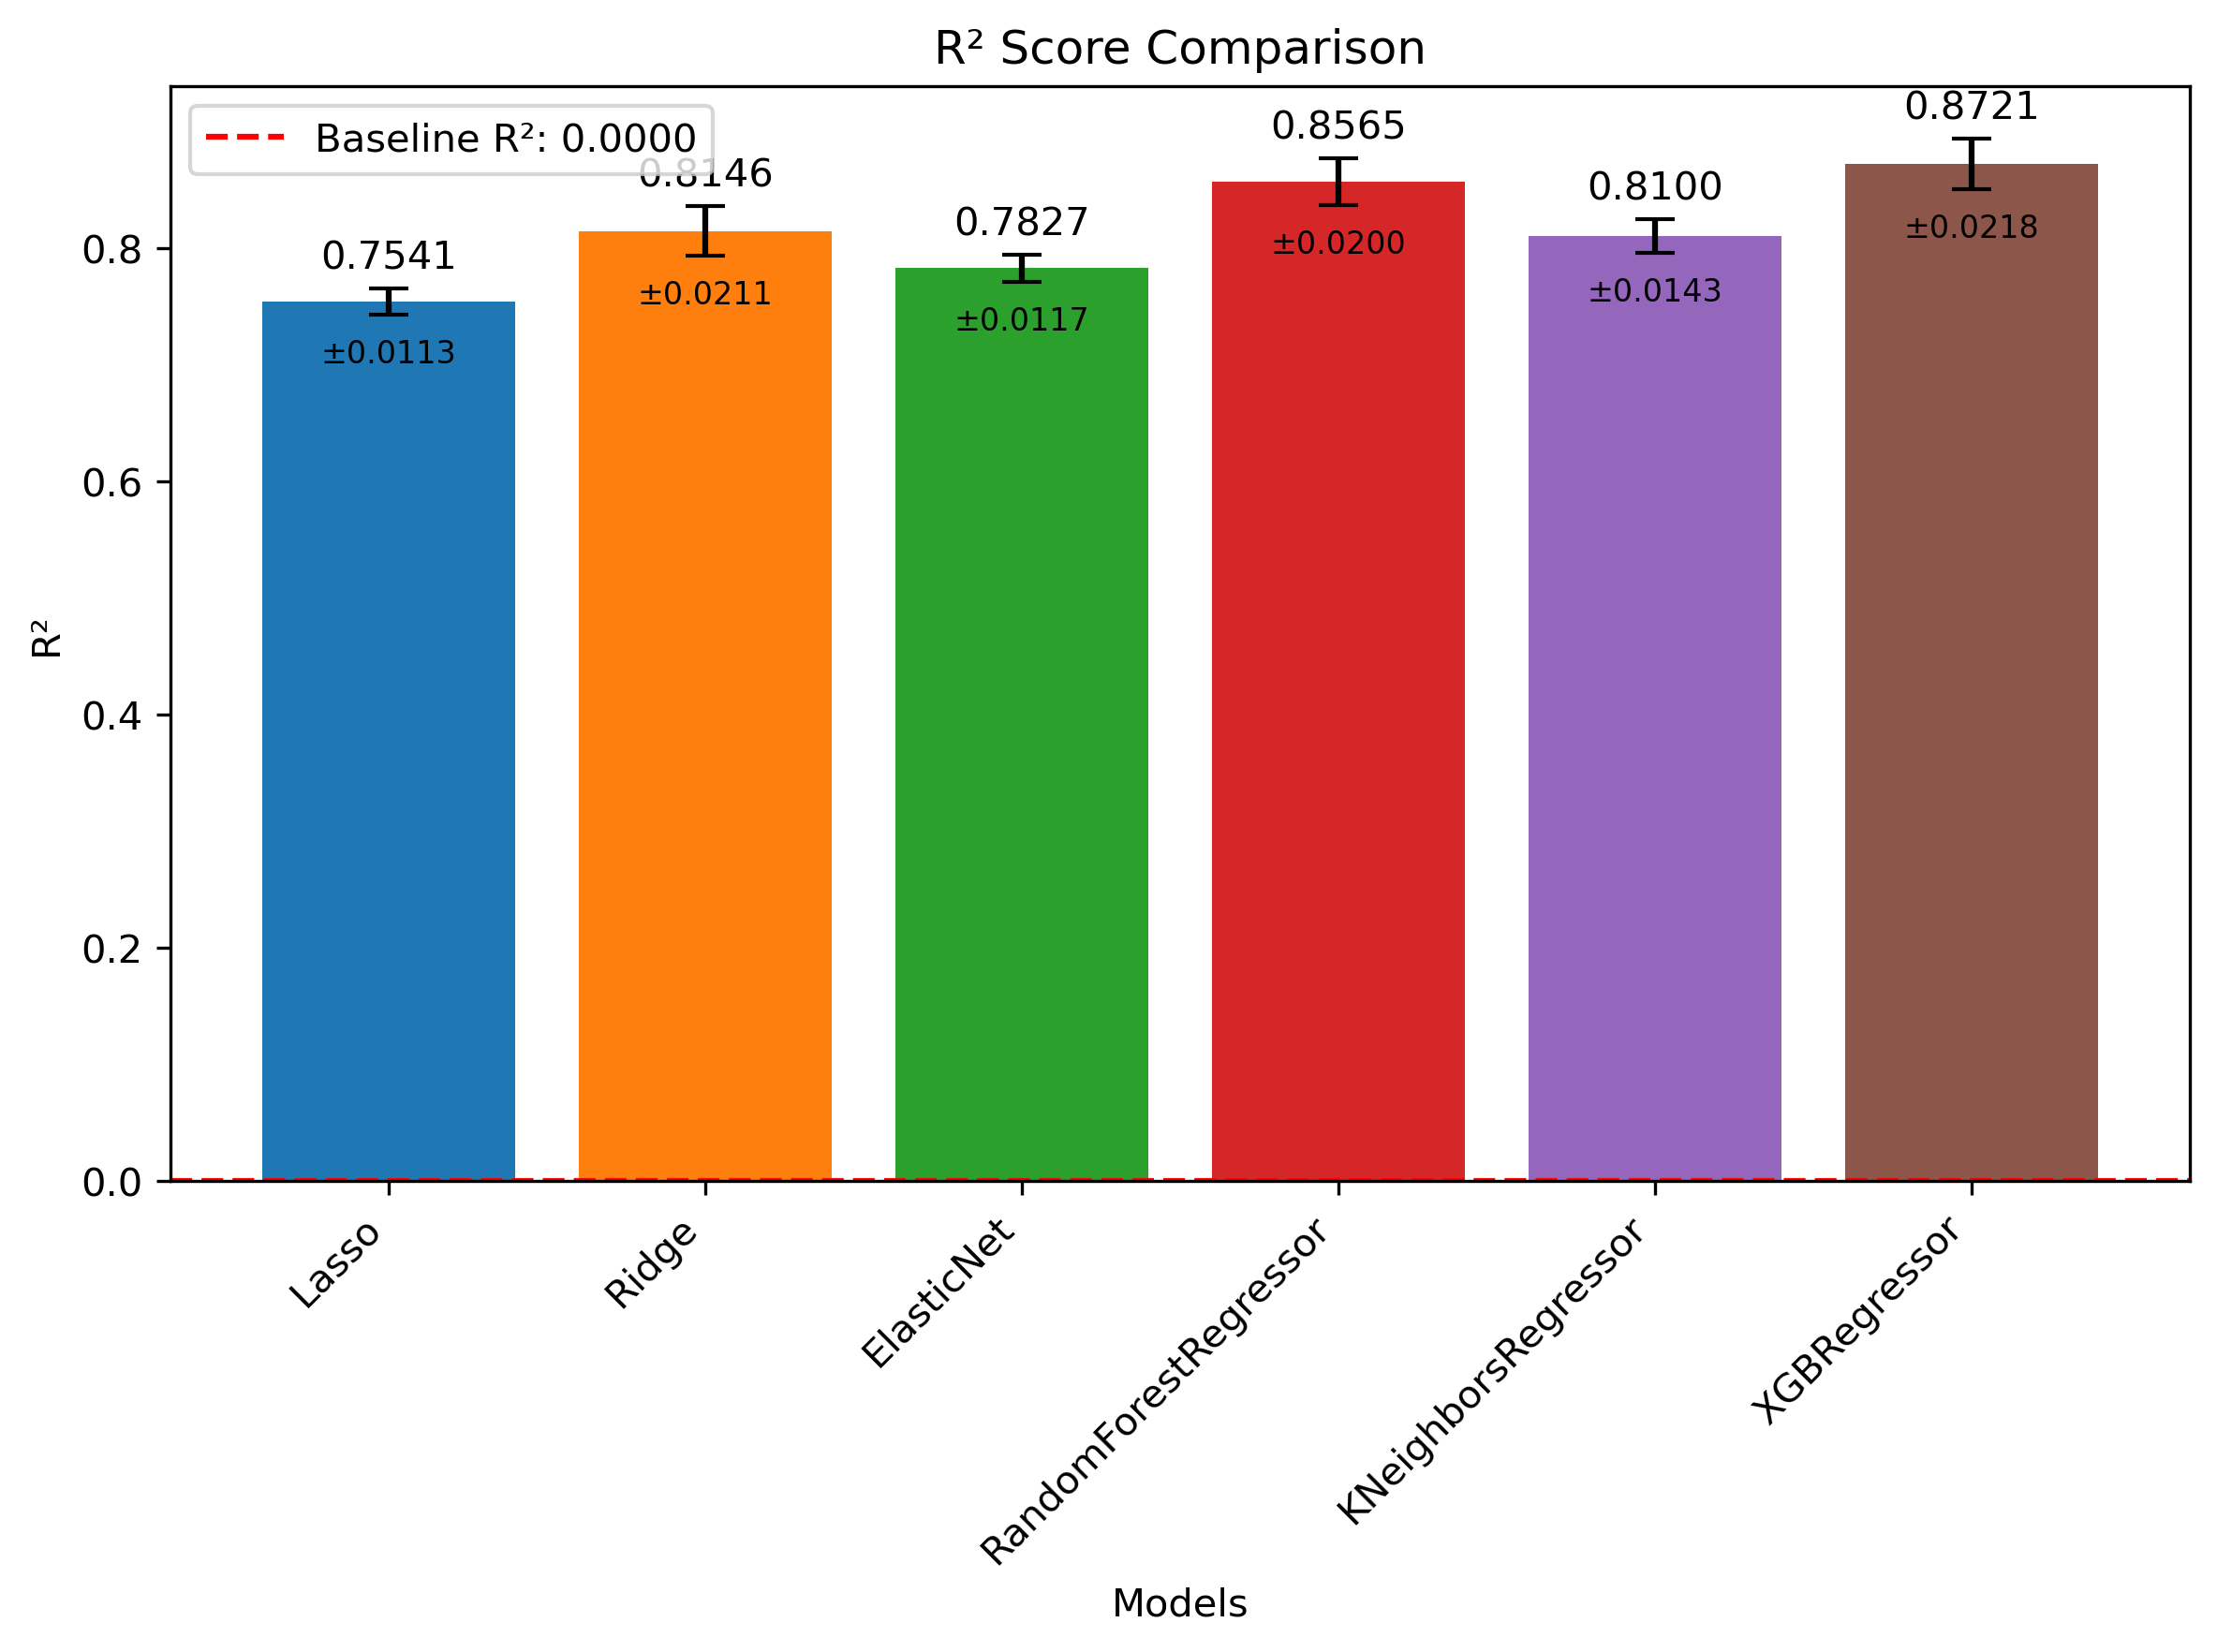 R² Score Comparison
Baseline R²: 0.0000
0.7541
±0.0113
0.8146
±0.0211
0.7827
±0.0117
0.8565
±0.0200
0.8100
±0.0143
0.8721
±0.0218
R²
0.8
0.6
0.4
0.2
0.0
Lasso
Ridge
ElasticNet
RandomForestRegressor
KNeighborsRegressor
XGBRegressor
Models